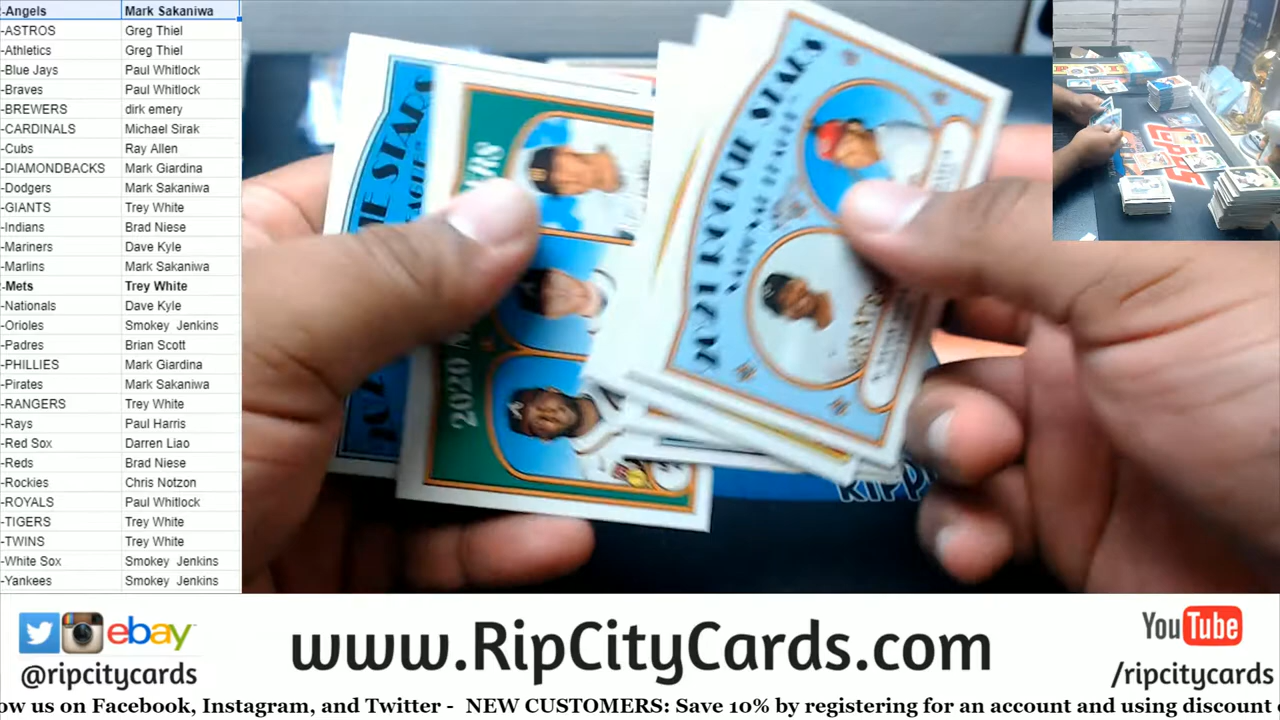 -Angels Mark Sakaniwa
-ASTROS Greg Thiel
-Athletics Greg Thiel
-Blue Jays Paul Whitlock
-Braves Paul Whitlock
-BREWERS dirk emery
-CARDINALS Michael Sirak
-Cubs Ray Allen
-DIAMONDBACKS Mark Giardina
-Dodgers Mark Sakaniwa
-GIANTS Trey White
-Indians Brad Niese
-Mariners Dave Kyle
-Marlins Mark Sakaniwa
-Mets Trey White
-Nationals Dave Kyle
-Orioles Smokey Jenkins
-Padres Brian Scott
-PHILLIES Mark Giardina
-Pirates Mark Sakaniwa
-RANGERS Trey White
-Rays Paul Harris
-Red Sox Darren Liao
-Reds Brad Niese
-Rockies Chris Notzon
-ROYALS Paul Whitlock
-TIGERS Trey White
-TWINS Trey White
-White Sox Smokey Jenkins
-Yankees Smokey Jenkins
2021 ROOKIE STARS
2020
RIPP
ebay
@ripcitycards
www.RipCityCards.com
YouTube
/ripcitycards
ow us on Facebook, Instagram, and Twitter - NEW CUSTOMERS: Save 10% by registering for an account and using discount